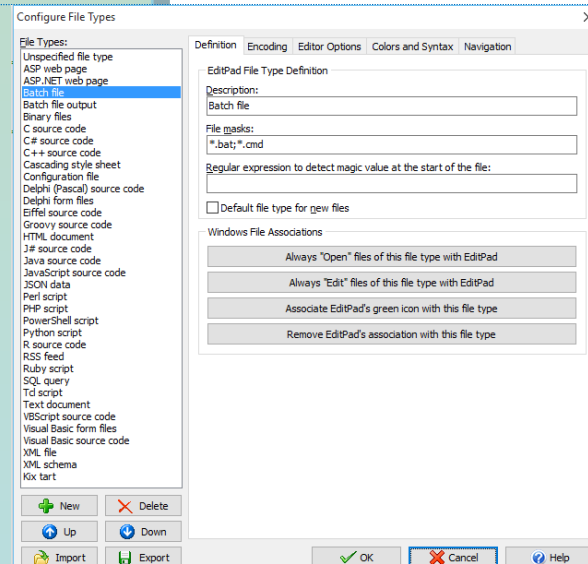 Configure File Types
File Types:
Unspecified file type
ASP web page
ASP.NET web page
Batch file
Batch file output
Binary files
C source code
C# source code
C++ source code
Cascading style sheet
Configuration file
Delphi (Pascal) source code
Delphi form files
Eiffel source code
Groovy source code
HTML document
J# source code
Java source code
JavaScript source code
JSON data
Perl script
PHP script
PowerShell script
Python script
R source code
RSS feed
Ruby script
SQL query
Tcl script
Text document
VBScript source code
Visual Basic form files
Visual Basic source code
XML file
XML schema
Kix tart
New Delete
Up Down
Import Export
Definition Encoding Editor Options Colors and Syntax Navigation
EditPad File Type Definition
Description:
Batch file
File masks:
*.bat;*.cmd
Regular expression to detect magic value at the start of the file:
Default file type for new files
Windows File Associations
Always "Open" files of this file type with EditPad
Always "Edit" files of this file type with EditPad
Associate EditPad's green icon with this file type
Remove EditPad's association with this file type
OK Cancel Help